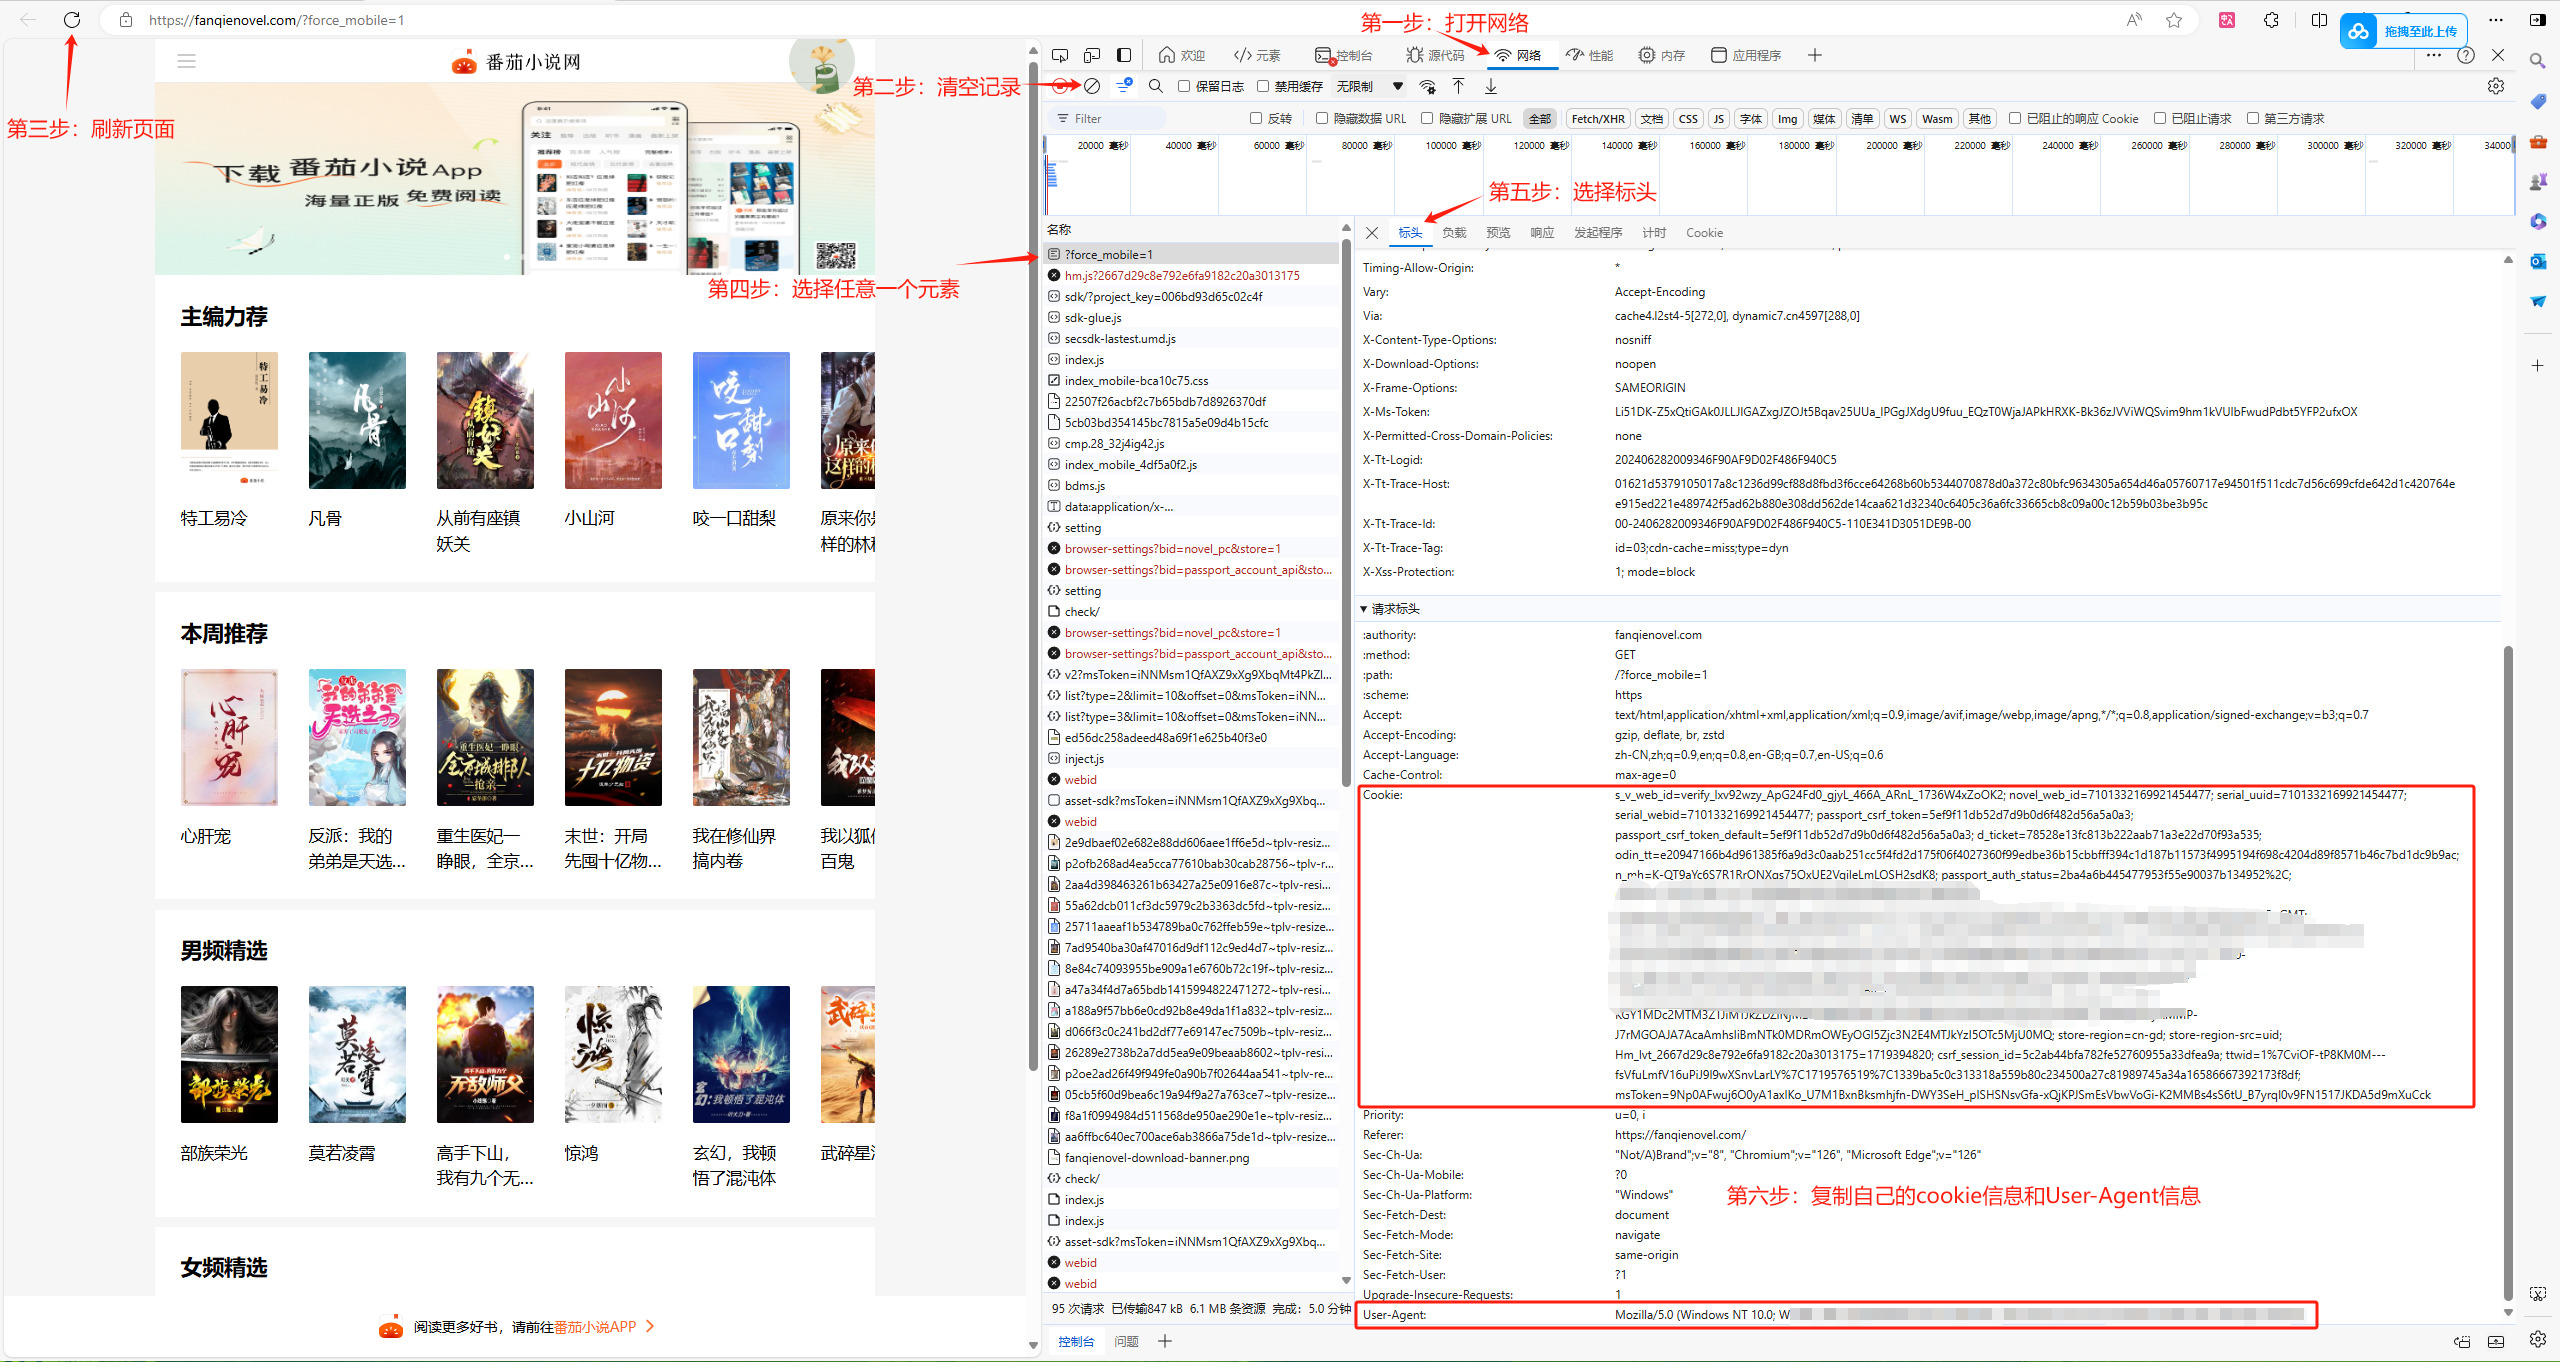 https://fanqienovel.com/?force_mobile=1
拖拽至此上传
第一步：打开网络
第二步：清空记录
第三步：刷新页面
第四步：选择任意一个元素
第五步：选择标头
第六步：复制自己的cookie信息和User-Agent信息
番茄小说网
下载 番茄小说App
海量正版 免费阅读
主编力荐
特工易冷
凡骨
从前有座镇
妖关
小山河
咬一口甜梨
本周推荐
心肝宠
反派：我的
弟弟是天选...
重生医妃一
睁眼，全京...
末世：开局
先囤十亿物...
我在修仙界
搞内卷
百鬼
男频精选
部族荣光
莫若凌霄
高手下山，
我有九个无...
惊鸿
玄幻，我顿
悟了混沌体
女频精选
阅读更多好书，请前往番茄小说APP
欢迎 元素 控制台 源代码 网络 性能 内存 应用程序
保留日志 禁用缓存 无限制
Filter 反转 隐藏数据 URL 隐藏扩展 URL 全部 Fetch/XHR 文档 CSS JS 字体 Img 媒体 清单 WS Wasm 其他 已阻止的响应 Cookie 已阻止请求 第三方请求
20000 毫秒 40000 毫秒 60000 毫秒 80000 毫秒 100000 毫秒 120000 毫秒 140000 毫秒 160000 毫秒 180000 毫秒 200000 毫秒 220000 毫秒 240000 毫秒 260000 毫秒 280000 毫秒 300000 毫秒 320000 毫秒 34000
名称
?force_mobile=1
hm.js?2667d29c8e792e6fa9182c20a3013175
sdk/?project_key=006bd93d65c02c4f
sdk-glue.js
secsdk-lastest.umd.js
index.js
index_mobile-bca10c75.css
22507f26acbf2c7b65bdb7d8926370df
5cb03bd354145bc7815a5e09d4b15cfc
cmp.28_32j4ig42.js
index_mobile_4df5a0f2.js
bdms.js
data:application/x-...
setting
browser-settings?bid=novel_pc&store=1
browser-settings?bid=passport_account_api&sto...
setting
check/
browser-settings?bid=novel_pc&store=1
browser-settings?bid=passport_account_api&sto...
v2?msToken=iNNMsm1QfAXZ9xXg9XbqMt4PkZl...
list?type=2&limit=10&offset=0&msToken=iNN...
list?type=3&limit=10&offset=0&msToken=iNN...
ed56dc258adeed48a69f1e625b40f3e0
inject.js
webid
asset-sdk?msToken=iNNMsm1QfAXZ9xXg9Xbq...
webid
2e9dbaef02e682e88dd606aee1ff6e5d~tplv-resiz...
p2ofb268ad4ea5cca77610bab30cab28756~tplv-r...
2aa4d398463261b63427a25e0916e87c~tplv-resi...
55a62dcb011cf3dc5979c2b3363dc5fd~tplv-resiz...
25711aaeaf1b534789ba0c762ffeb59e~tplv-resize...
7ad9540ba30af47016d9df112c9ed4d7~tplv-resiz...
8e84c74093955be909a1e6760b72c19f~tplv-resiz...
a47a34f4d7a65bdb1415994822471272~tplv-resi...
a188a9f57bb6e0cd92b8e49da1f1a832~tplv-resiz...
d066f3c0c241bd2df77e69147ec7509b~tplv-resi...
26289e2738b2a7dd5ea9e09beaab8602~tplv-resi...
p2oe2ad26f49f949fe0a90b7f02644aa541~tplv-re...
05cb5f60d9bea6c19a94f9a27a763ce7~tplv-resize...
f8a1f0994984d511568de950ae290e1e~tplv-resiz...
aa6ffbc640ec700ace6ab3866a75de1d~tplv-resize...
fanqienovel-download-banner.png
check/
index.js
index.js
asset-sdk?msToken=iNNMsm1QfAXZ9xXg9Xbq...
webid
webid
95 次请求 已传输847 kB 6.1 MB 条资源 完成：5.0 分钟
控制台 问题
标头 负载 预览 响应 发起程序 计时 Cookie
Timing-Allow-Origin: *
Vary: Accept-Encoding
Via: cache4.l2st4-5[272,0], dynamic7.cn4597[288,0]
X-Content-Type-Options: nosniff
X-Download-Options: noopen
X-Frame-Options: SAMEORIGIN
X-Ms-Token:
X-Permitted-Cross-Domain-Policies: none
X-Tt-Logid: 202406282009346F90AF9D02F486F940C5
X-Tt-Trace-Host: 01621d5379105017a8c1236d99cf88d8fbd3f6cce64268b60b5344070878d0a372c80bfc9634305a654d46a05760717e94501f511cdc7d56c699cfde642d1c420764e
e915ed221e489742f5ad62b880e308dd562de14caa621d32340c6405c36a6fc33665cb8c09a00c12b59b03be3b95c
X-Tt-Trace-Id: 00-2406282009346F90AF9D02F486F940C5-110E341D3051DE9B-00
X-Tt-Trace-Tag: id=03;cdn-cache=miss;type=dyn
X-Xss-Protection: 1; mode=block
请求标头
:authority: fanqienovel.com
:method: GET
:path: /?force_mobile=1
:scheme: https
Accept: text/html,application/xhtml+xml,application/xml;q=0.9,image/avif,image/webp,image/apng,*/*;q=0.8,application/signed-exchange;v=b3;q=0.7
Accept-Encoding: gzip, deflate, br, zstd
Accept-Language: zh-CN,zh;q=0.9,en;q=0.8,en-GB;q=0.7,en-US;q=0.6
Cache-Control: max-age=0
Cookie: s_v_web_id=verify_lxv92wzy_ApG24Fd0_gjyL_466A_ARnL_1736W4xZoOK2; novel_web_id=7101332169921454477; serial_uuid=7101332169921454477;
serial_webid=7101332169921454477; passport_csrf_token=5ef9f11db52d7d9b0d6f482d56a5a0a3;
passport_csrf_token_default=5ef9f11db52d7d9b0d6f482d56a5a0a3; d_ticket=78528e13fc813b222aab71a3e22d70f93a535;
odin_tt=e20947166b4d961385f6a9d3c0aab251cc5f4fd2d175f06f4027360f99edbe36b15cbbfff394c1d187b11573f4995194f698c4204d89f8571b46c7bd1dc9b9ac;
passport_auth_status=2ba4a6b445477953f55e90037b134952%2C;
store-region=cn-gd; store-region-src=uid;
Hm_lvt_2667d29c8e792e6fa9182c20a3013175=1719394820; csrf_session_id=5c2ab44bfa782fe52760955a33dfea9a; ttwid=1%7CviOF-tP8KM0M---
fsVfuLmfV16uPiJ9I9wXSnvLarLY%7C1719576519%7C1339ba5c0c313318a559b80c234500a27c81989745a34a16586667392173f8df;
Priority: u=0, i
Referer: https://fanqienovel.com/
Sec-Ch-Ua: "Not/A)Brand";v="8", "Chromium";v="126", "Microsoft Edge";v="126"
Sec-Ch-Ua-Mobile: ?0
Sec-Ch-Ua-Platform: "Windows"
Sec-Fetch-Dest: document
Sec-Fetch-Mode: navigate
Sec-Fetch-Site: same-origin
Sec-Fetch-User: ?1
Upgrade-Insecure-Requests: 1
User-Agent: Mozilla/5.0 (Windows NT 10.0; W